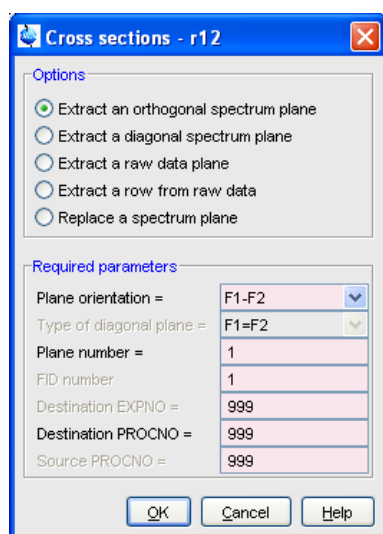 Cross sections - r12
Options
Extract an orthogonal spectrum plane
Extract a diagonal spectrum plane
Extract a raw data plane
Extract a row from raw data
Replace a spectrum plane
Required parameters
Plane orientation = F1-F2
Type of diagonal plane = F1=F2
Plane number = 1
FID number 1
Destination EXPNO = 999
Destination PROCNO = 999
Source PROCNO = 999
OK Cancel Help